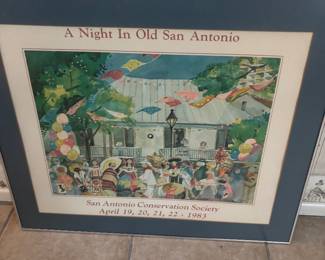 A Night In Old San Antonio
San Antonio Conservation Society
April 19, 20, 21, 22 - 1983